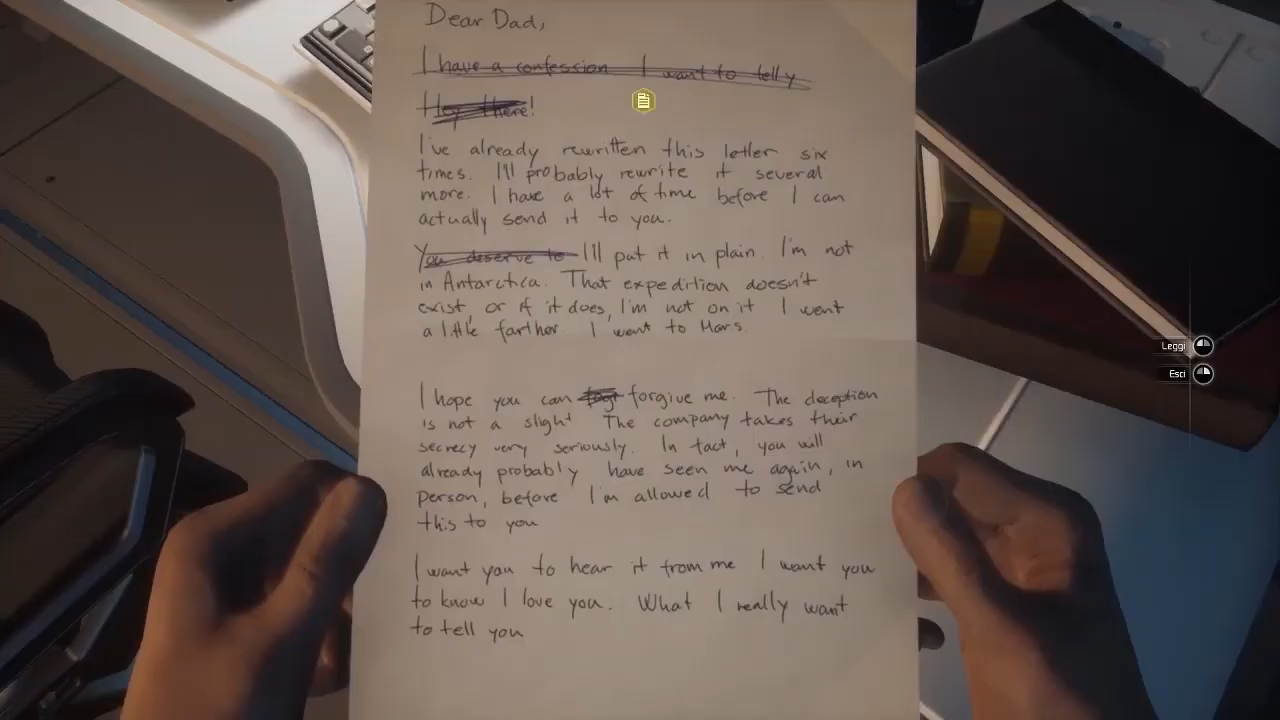 Dear Dad,
I have a confession I want to telly
Hey there!
I've already rewritten this letter six
times. I'll probably rewrite it several
more. I have a lot of time before I can
actually send it to you.
You deserve to I'll put it in plain. I'm not
in Antarctica. That expedition doesn't
exist, or if it does, I'm not on it I went
a little farther. I went to Mars.
I hope you can forgive me. The deception
is not a slight The company takes their
secrecy very seriously. In fact, you will
already probably have seen me again, in
person, before I'm allowed to send
this to you
I want you to hear it from me I want you
to know I love you. What I really want
to tell you
Leggi
Esci